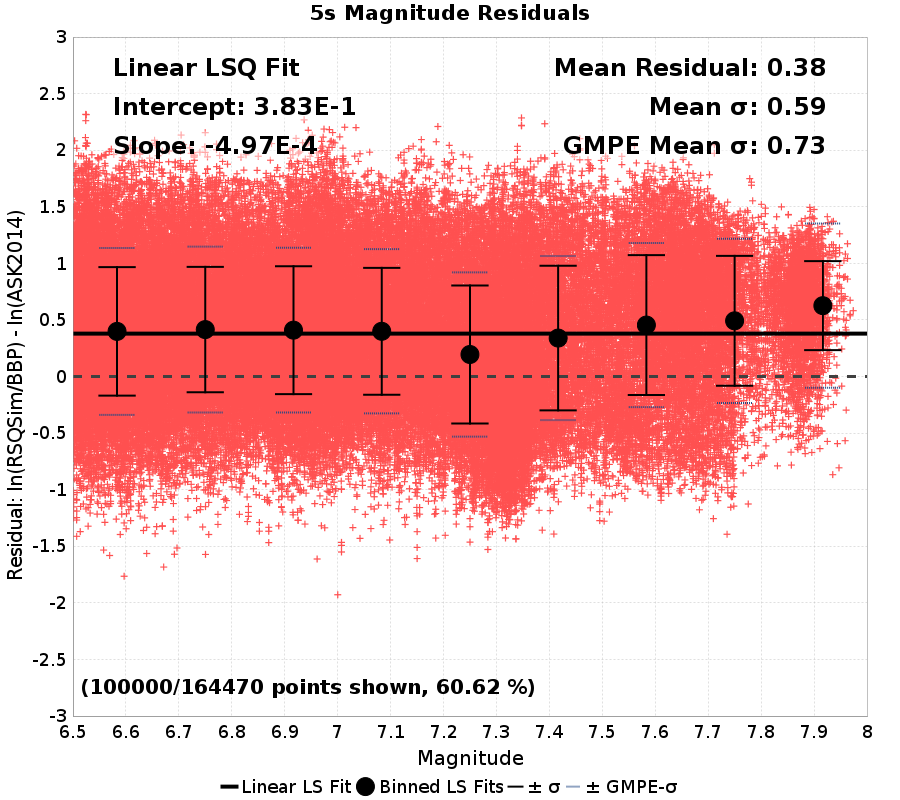 5s Magnitude Residuals
Linear LSQ Fit
Intercept: 3.83E-1
Slope: -4.97E-4
Mean Residual: 0.38
Mean σ: 0.59
GMPE Mean σ: 0.73
Residual: ln(RSQSim/BBP) - ln(ASK2014)
3
2.5
2
1.5
1
0.5
0
-0.5
-1
-1.5
-2
-2.5
-3
(100000/164470 points shown, 60.62 %)
6.5 6.6 6.7 6.8 6.9 7 7.1 7.2 7.3 7.4 7.5 7.6 7.7 7.8 7.9 8
Magnitude
Linear LS Fit Binned LS Fits ± σ ± GMPE-σ